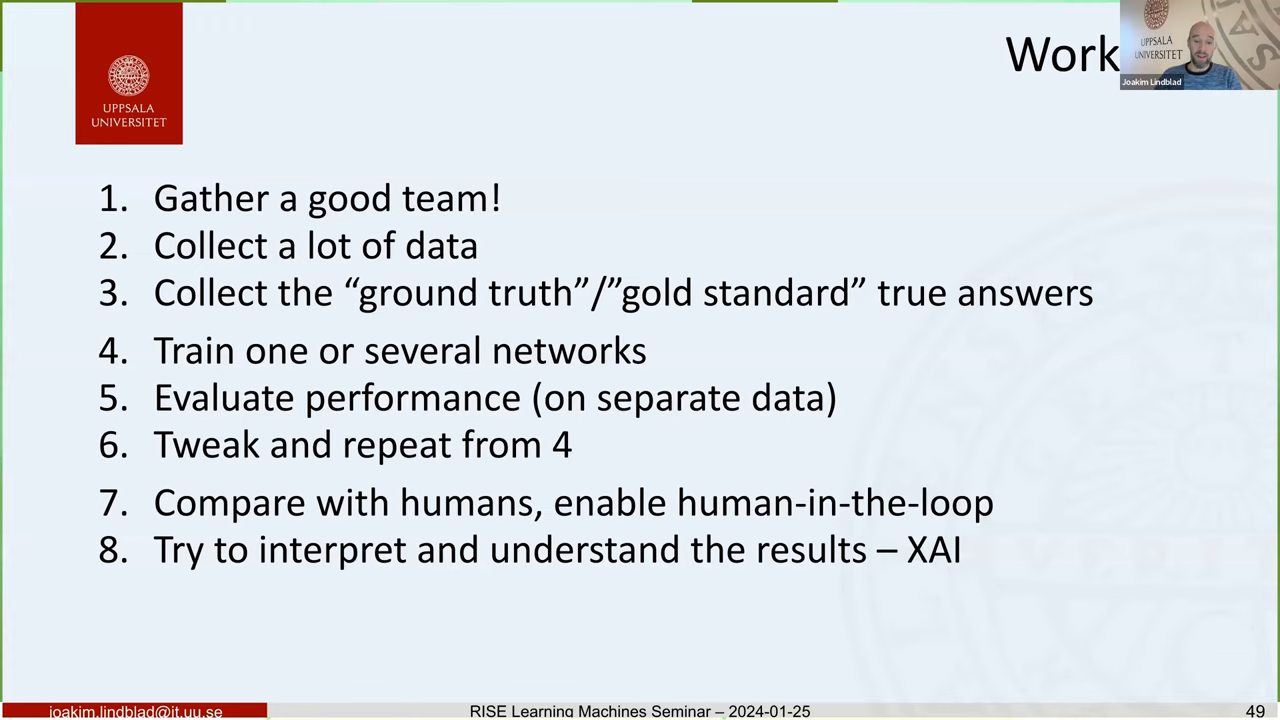 UPPSALA
UNIVERSITET
Work
UPPSALA
UNIVERSITET
Joakim Lindblad
1. Gather a good team!
2. Collect a lot of data
3. Collect the “ground truth”/”gold standard” true answers
4. Train one or several networks
5. Evaluate performance (on separate data)
6. Tweak and repeat from 4
7. Compare with humans, enable human-in-the-loop
8. Try to interpret and understand the results – XAI
joakim.lindblad@it.uu.se
RISE Learning Machines Seminar – 2024-01-25
49